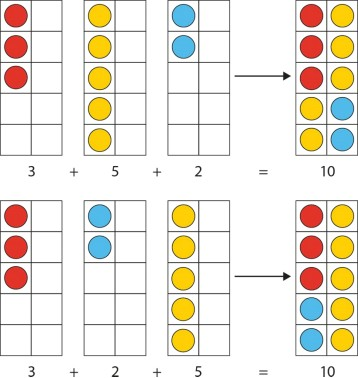 3 + 5 + 2 = 10
3 + 2 + 5 = 10